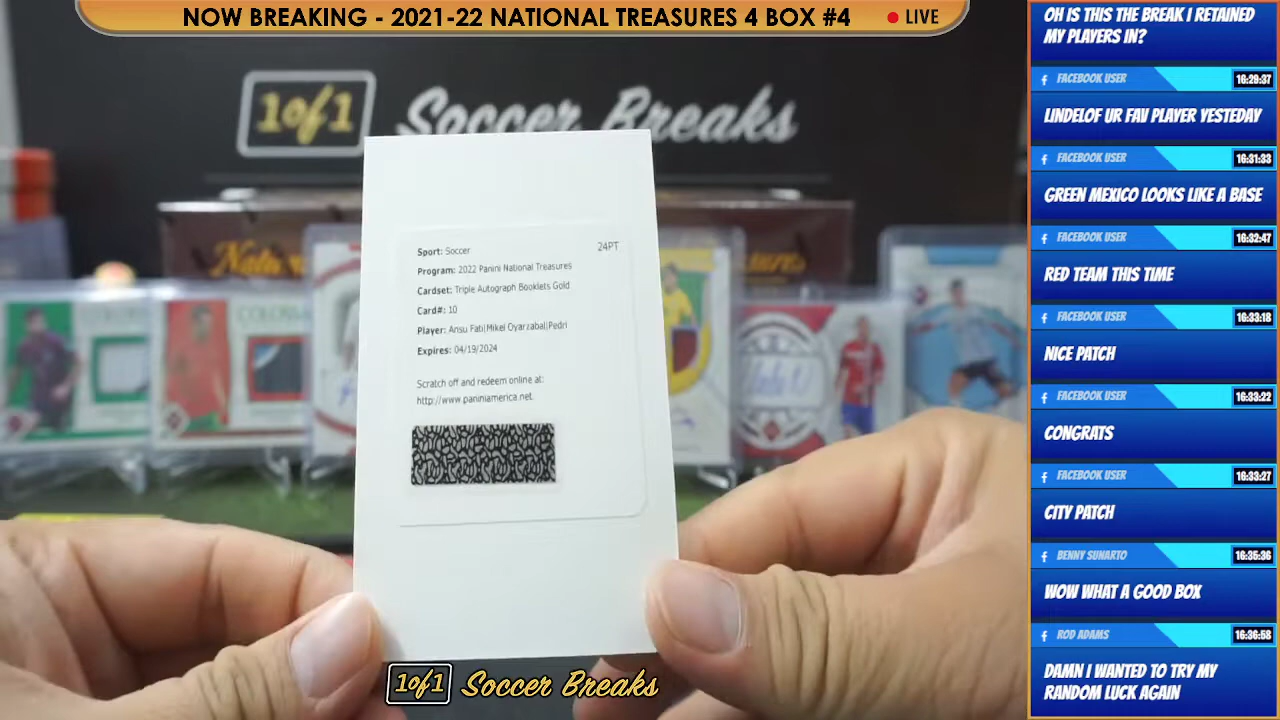 NOW BREAKING - 2021-22 NATIONAL TREASURES 4 BOX #4
LIVE
1of1 Soccer Breaks
Sport: Soccer
24PT
Program: 2022 Panini National Treasures
Cardset: Triple Autograph Booklets Gold
Card#: 10
Player: Ansu Fati|Mikel Oyarzabal|Pedri
Expires: 04/19/2024
Scratch off and redeem online at:
http://www.paniniamerica.net.
1of1 Soccer Breaks
OH IS THIS THE BREAK I RETAINED
MY PLAYERS IN?
FACEBOOK USER 16:29:37
LINDELOF UR FAV PLAYER YESTEDAY
FACEBOOK USER 16:31:33
GREEN MEXICO LOOKS LIKE A BASE
FACEBOOK USER 16:32:47
RED TEAM THIS TIME
FACEBOOK USER 16:33:18
NICE PATCH
FACEBOOK USER 16:33:22
CONGRATS
FACEBOOK USER 16:33:27
CITY PATCH
BENNY SUNARTO 16:35:36
WOW WHAT A GOOD BOX
ROD ADAMS 16:36:58
DAMN I WANTED TO TRY MY
RANDOM LUCK AGAIN